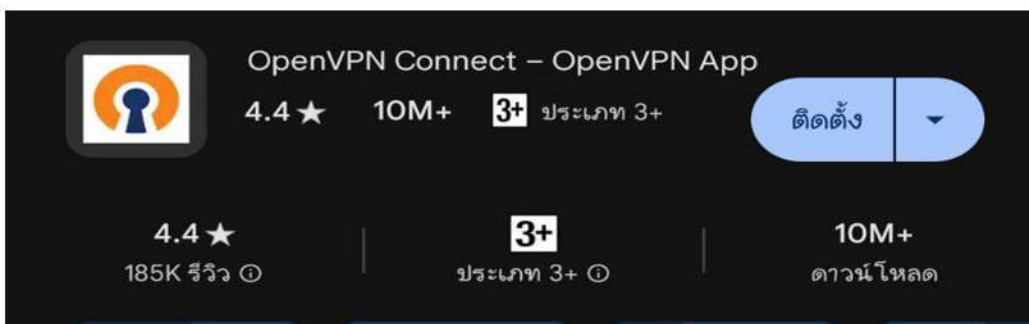 OpenVPN Connect – OpenVPN App
4.4 ★ 10M+ 3+ ประเภท 3+
ติดตั้ง
4.4 ★ 3+ 10M+
185K รีวิว ประเภท 3+ ดาวน์โหลด